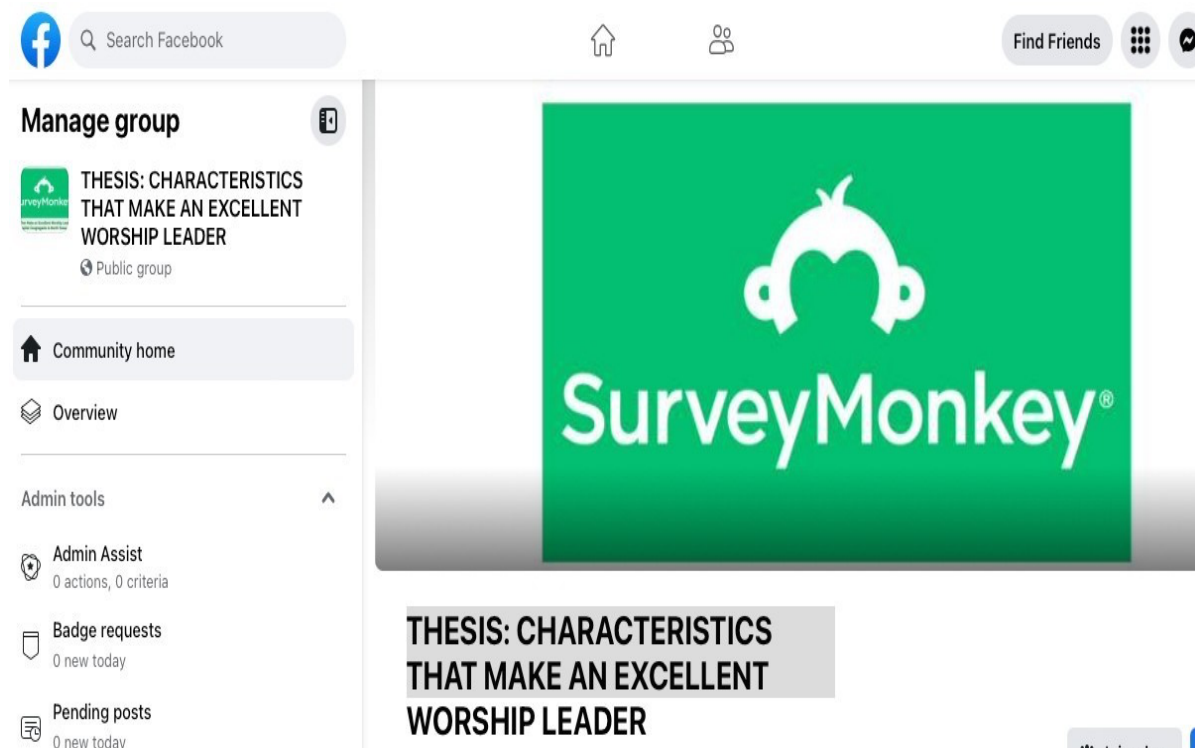 Search Facebook
Find Friends
Manage group
THESIS: CHARACTERISTICS
THAT MAKE AN EXCELLENT
WORSHIP LEADER
Public group
Community home
Overview
Admin tools
Admin Assist
0 actions, 0 criteria
Badge requests
0 new today
Pending posts
0 new today
SurveyMonkey®
THESIS: CHARACTERISTICS
THAT MAKE AN EXCELLENT
WORSHIP LEADER